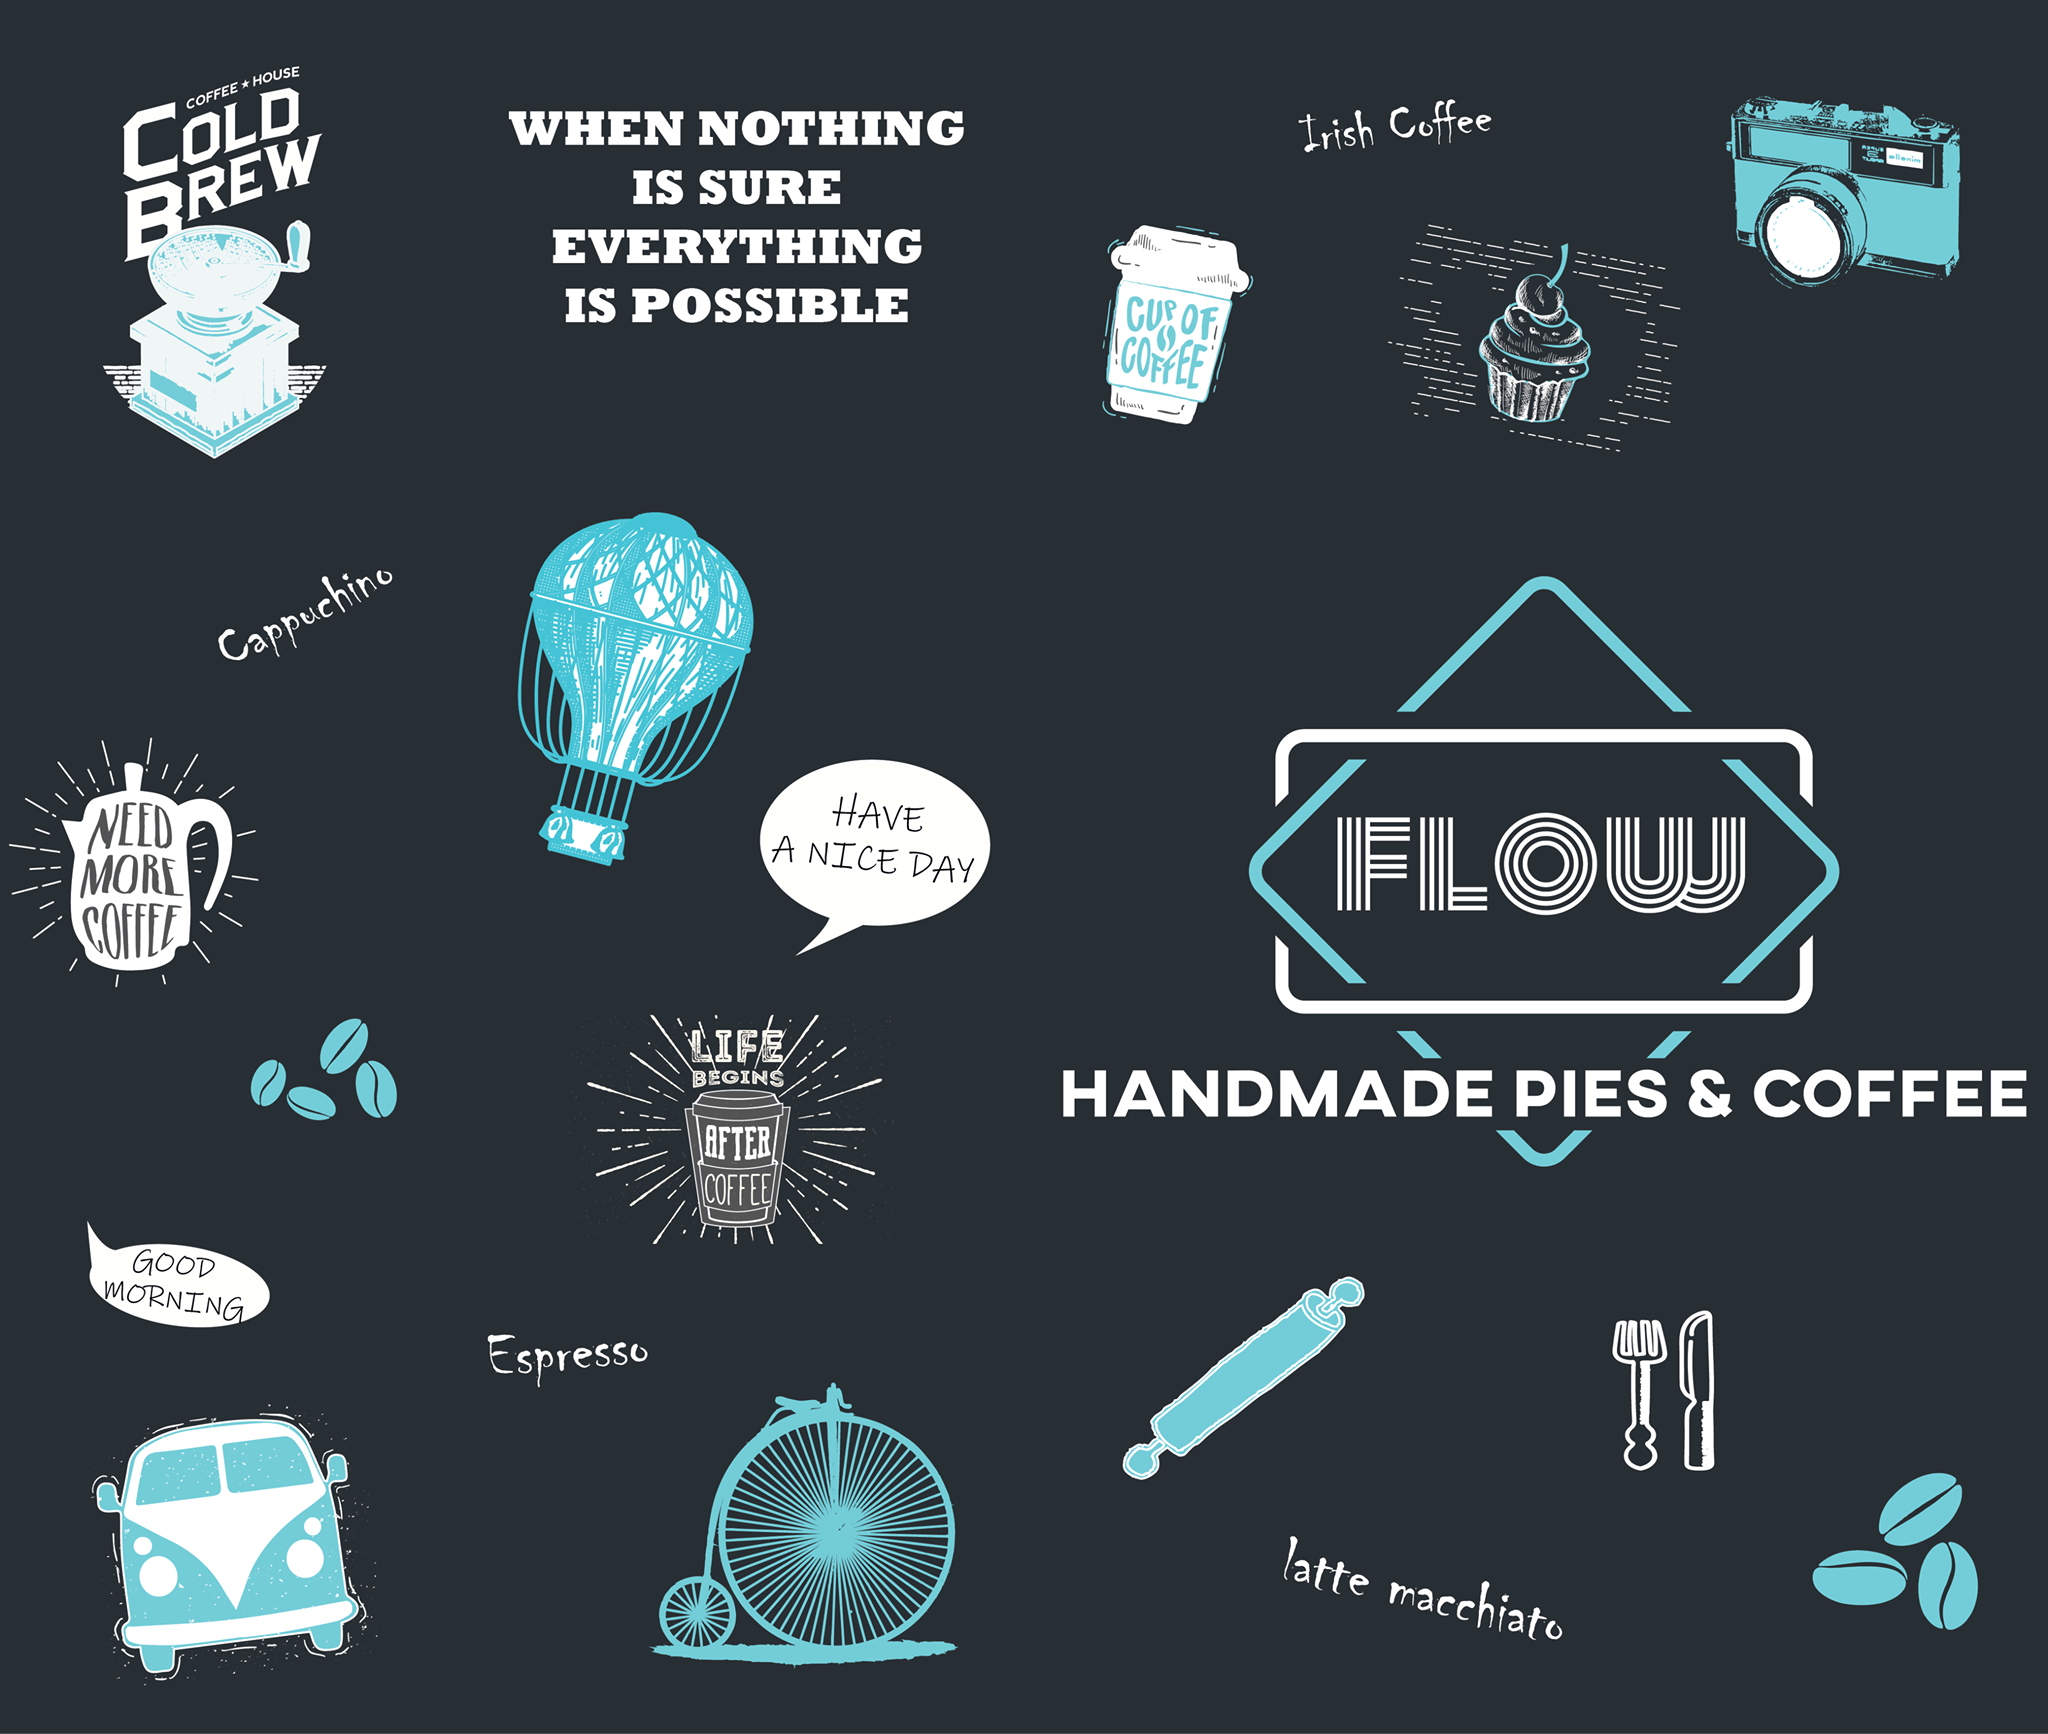 COFFEE ★ HOUSE
COLD
BREW
WHEN NOTHING
IS SURE
EVERYTHING
IS POSSIBLE
Irish Coffee
CUP OF
COFFEE
Cappuchino
NEED
MORE
COFFEE
HAVE
A NICE DAY
FLOW
HANDMADE PIES & COFFEE
LIFE
BEGINS
AFTER
COFFEE
GOOD
MORNING
Espresso
latte macchiato